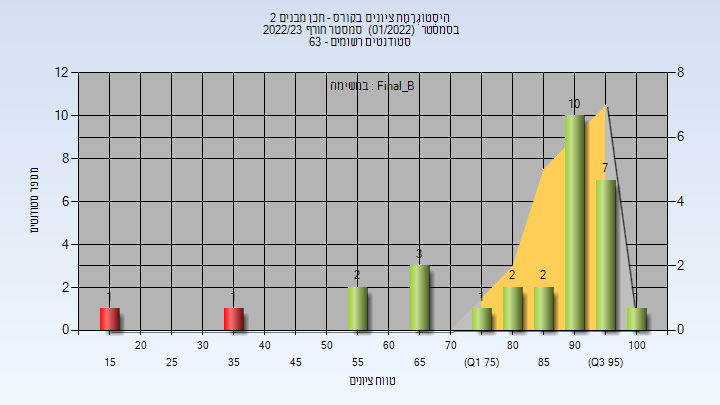 היסטוגרמת ציונים בקורס - תכן מבנים 2
בסמסטר (01/2022) סמסטר חורף 2022/23
סטודנטים רשומים - 63
במשימה : Final_B
12 10 8 6 4 2 0
8 6 4 2 0
מספר סטודנטים
1 1 2 3 1 2 2 10 7 1
20 30 40 50 60 70 80 90 100
15 25 35 45 55 65 (Q1 75) 85 (Q3 95)
טווח ציונים